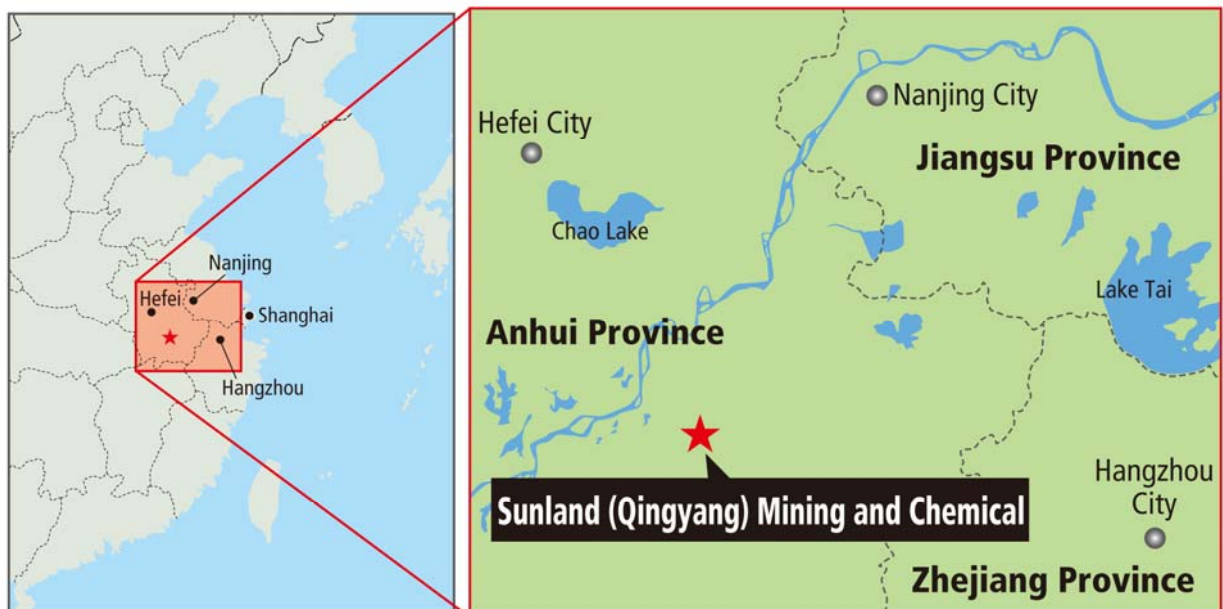 Nanjing
Hefei
Shanghai
Hangzhou
Hefei City
Nanjing City
Jiangsu Province
Chao Lake
Lake Tai
Anhui Province
Sunland (Qingyang) Mining and Chemical
Hangzhou
City
Zhejiang Province